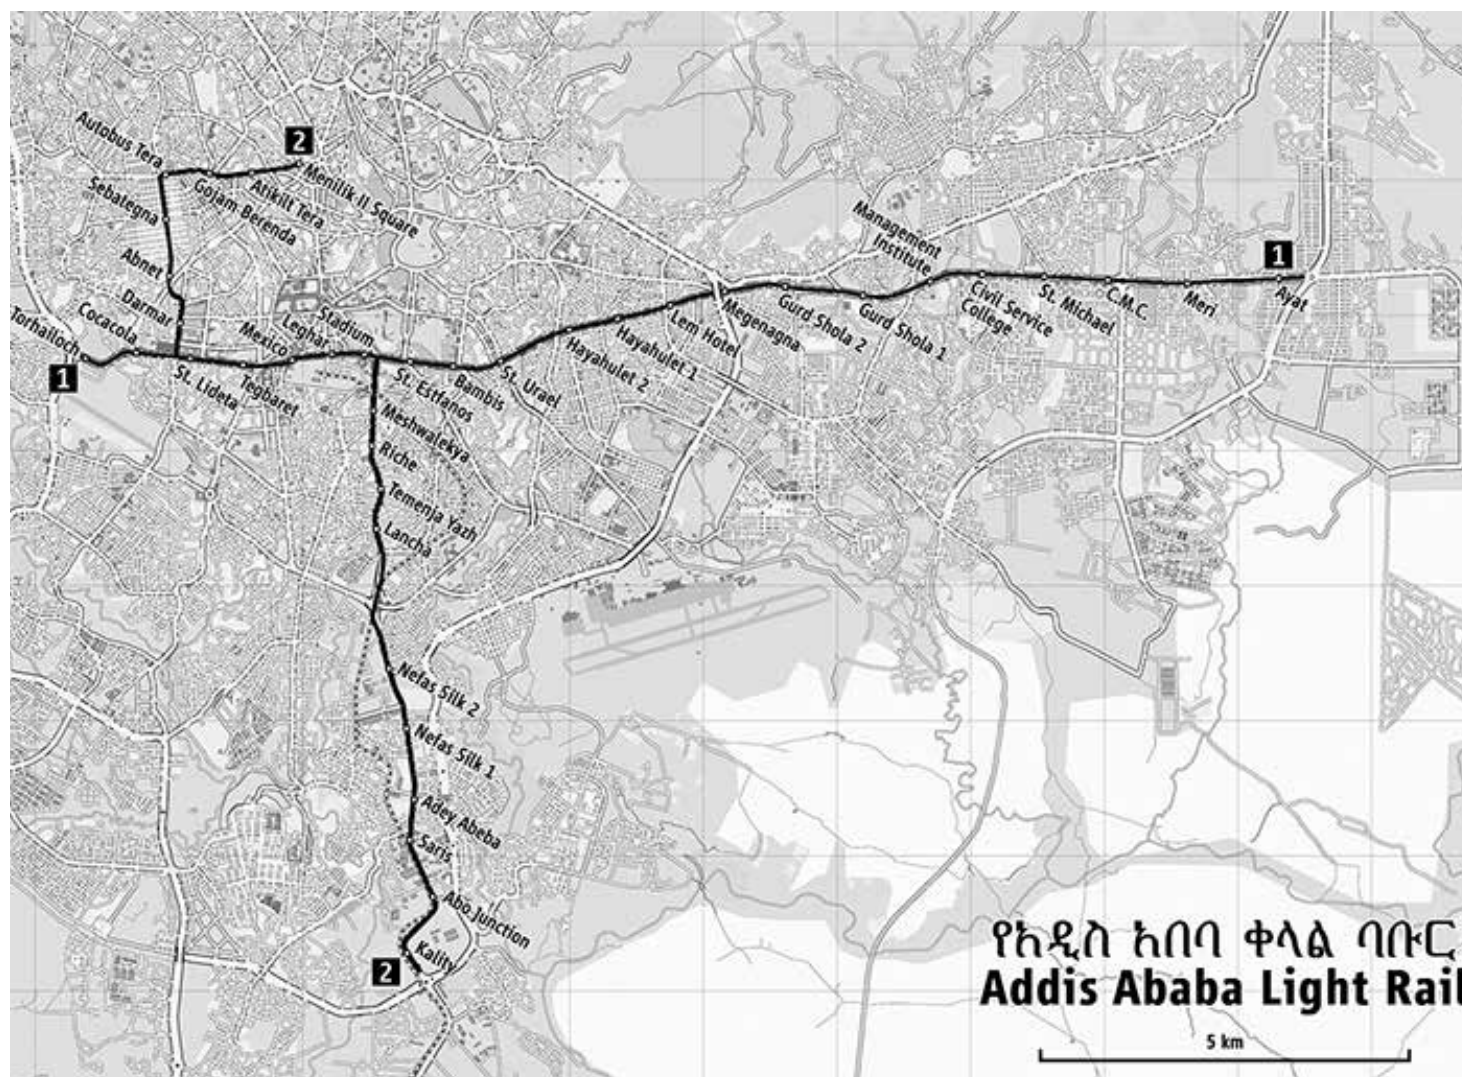 2
Autobus Tera
Gojam Berenda
Atikilt Tera
Menilik II Square
Sebategna
Abnet
Darmar
Cocacola
Torhailoch
1
St. Lideta
Tegbaret
Mexico
Leghar
Stadium
St. Estfanos
Bambis
St. Urael
Hayahulet 2
Hayahulet 1
Lem Hotel
Megenagna
Gurd Shola 2
Gurd Shola 1
Management
Institute
Civil Service
College
St. Michael
C.M.C.
Meri
1
Ayat
Meshwalekya
Riche
Temenja Yazh
Lancha
Nefas Silk 2
Nefas Silk 1
Adey Abeba
Saris
Abo Junction
Kality
2
የአዲስ አበባ ቀላል ባቡር
Addis Ababa Light Rail
5 km